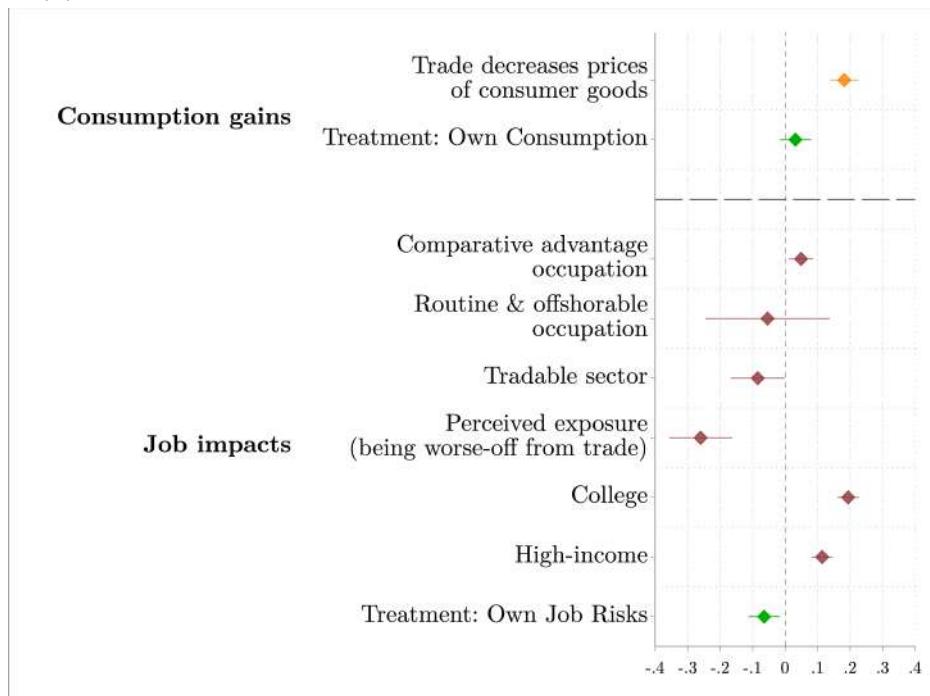 Trade decreases prices
of consumer goods
Consumption gains
Treatment: Own Consumption
Comparative advantage
occupation
Routine & offshorable
occupation
Tradable sector
Perceived exposure
(being worse-off from trade)
Job impacts
College
High-income
Treatment: Own Job Risks
-.4 -.3 -.2 -.1 0 .1 .2 .3 .4